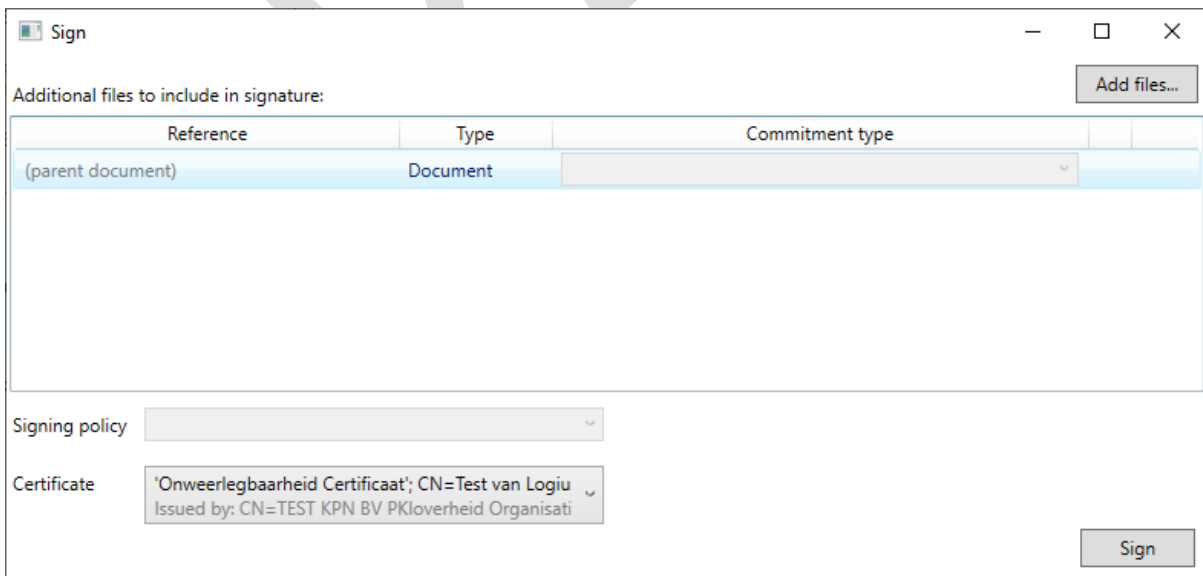 Sign
Add files...
Additional files to include in signature:
Reference Type Commitment type
(parent document) Document
Signing policy
Certificate 'Onweerlegbaarheid Certificaat'; CN=Test van Logiu
Issued by: CN=TEST KPN BV PKIoverheid Organisati
Sign